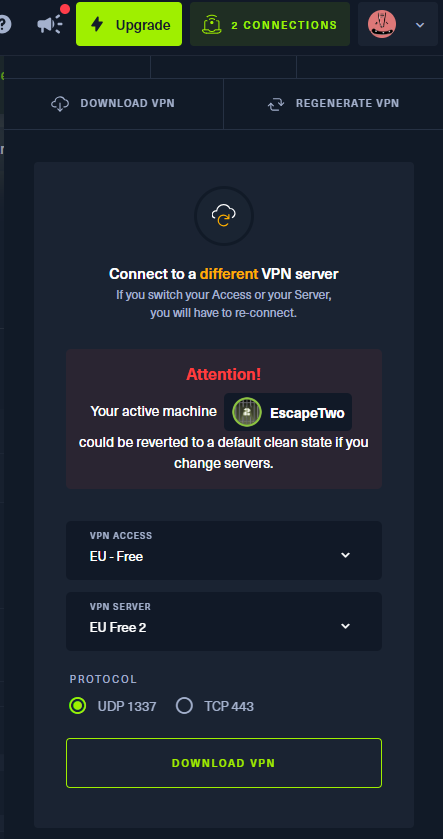 ?
Upgrade
2 CONNECTIONS
DOWNLOAD VPN
REGENERATE VPN
Connect to a different VPN server
If you switch your Access or your Server,
you will have to re-connect.
Attention!
Your active machine EscapeTwo
could be reverted to a default clean state if you
change servers.
VPN ACCESS
EU - Free
VPN SERVER
EU Free 2
PROTOCOL
UDP 1337
TCP 443
DOWNLOAD VPN